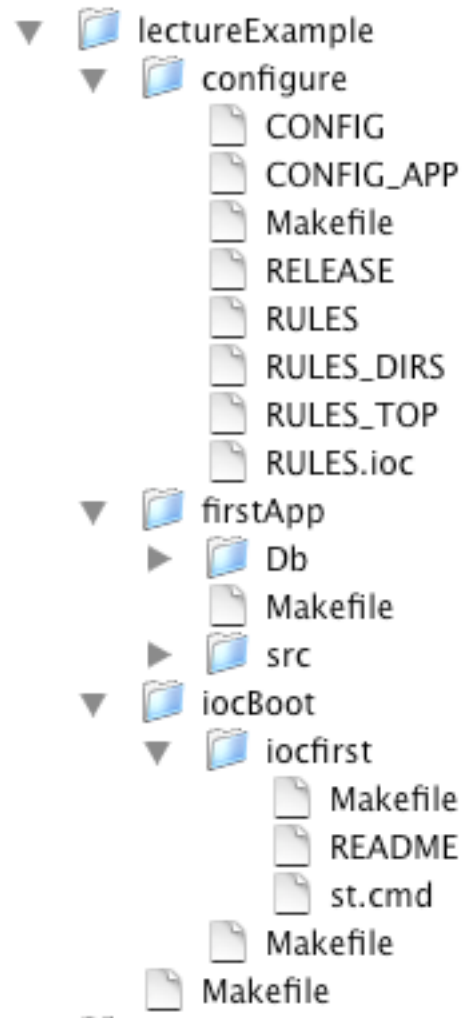 lectureExample
configure
CONFIG
CONFIG_APP
Makefile
RELEASE
RULES
RULES_DIRS
RULES_TOP
RULES.ioc
firstApp
Db
Makefile
src
iocBoot
iocfirst
Makefile
README
st.cmd
Makefile
Makefile